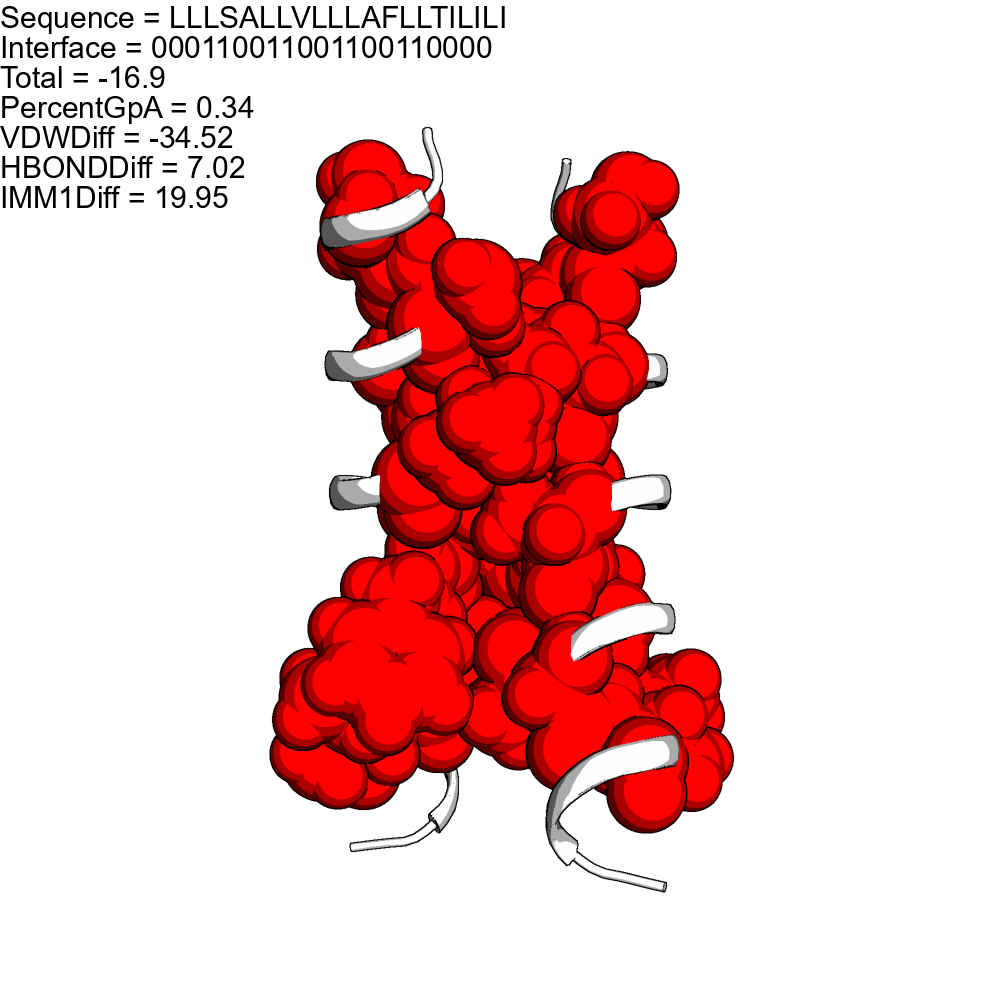 Sequence = LLLSALLVLLLAFLLTILILI
Interface = 000110011001100110000
Total = -16.9
PercentGpA = 0.34
VDWDiff = -34.52
HBONDDiff = 7.02
IMM1Diff = 19.95